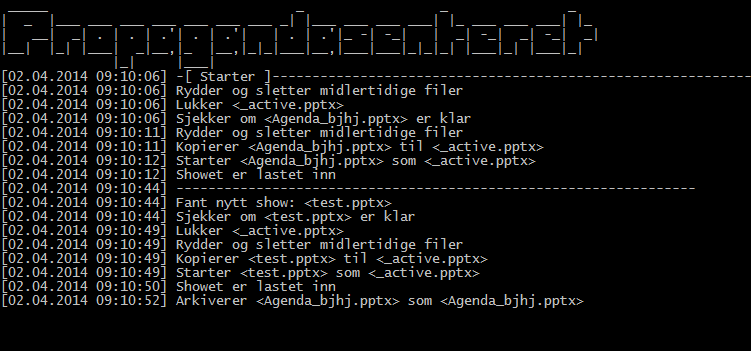 Propagandasenteret
[02.04.2014 09:10:06] -[ Starter ]------------------------------------------------------------
[02.04.2014 09:10:06] Rydder og sletter midlertidige filer
[02.04.2014 09:10:06] Lukker <_active.pptx>
[02.04.2014 09:10:06] Sjekker om <Agenda_bjhj.pptx> er klar
[02.04.2014 09:10:11] Rydder og sletter midlertidige filer
[02.04.2014 09:10:11] Kopierer <Agenda_bjhj.pptx> til <_active.pptx>
[02.04.2014 09:10:12] Starter <Agenda_bjhj.pptx> som <_active.pptx>
[02.04.2014 09:10:12] Showet er lastet inn
[02.04.2014 09:10:44] -----------------------------------------------------------------
[02.04.2014 09:10:44] Fant nytt show: <test.pptx>
[02.04.2014 09:10:44] Sjekker om <test.pptx> er klar
[02.04.2014 09:10:49] Lukker <_active.pptx>
[02.04.2014 09:10:49] Rydder og sletter midlertidige filer
[02.04.2014 09:10:49] Kopierer <test.pptx> til <_active.pptx>
[02.04.2014 09:10:49] Starter <test.pptx> som <_active.pptx>
[02.04.2014 09:10:50] Showet er lastet inn
[02.04.2014 09:10:52] Arkiverer <Agenda_bjhj.pptx> som <Agenda_bjhj.pptx>